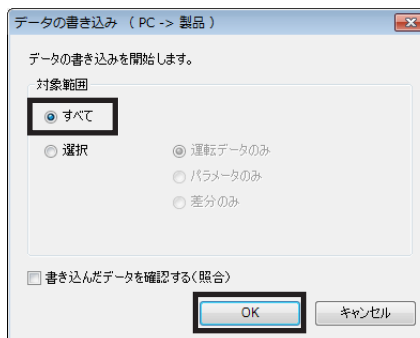 データの書き込み （ PC -> 製品 ）
データの書き込みを開始します。
対象範囲
すべて
選択
運転データのみ
パラメータのみ
差分のみ
書き込んだデータを確認する(照合)
OK
キャンセル